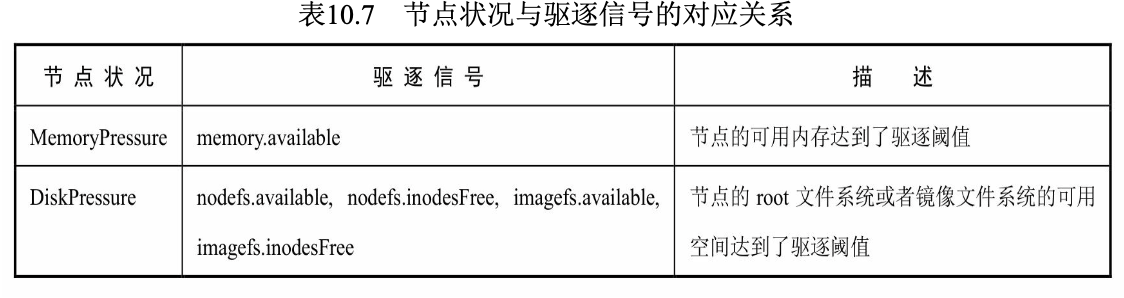 表10.7 节点状况与驱逐信号的对应关系
节点状况 驱逐信号 描述
MemoryPressure memory.available 节点的可用内存达到了驱逐阈值
DiskPressure nodefs.available, nodefs.inodesFree, imagefs.available, 节点的 root 文件系统或者镜像文件系统的可用
imagefs.inodesFree 空间达到了驱逐阈值